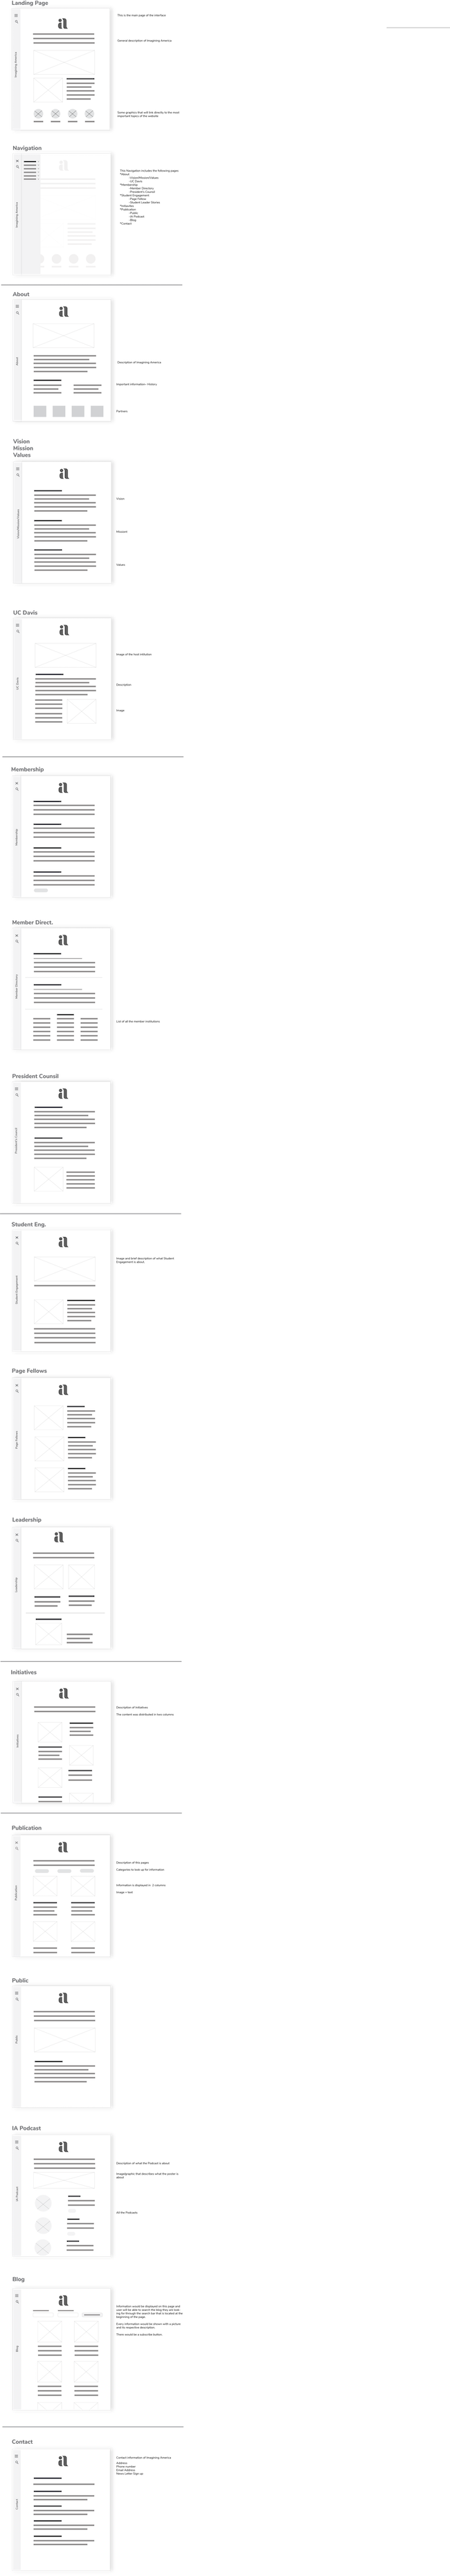 Landing Page
This is the main page of the interface
Imagining America
General description of Imagining America
Some graphics that will link directly to the most
important topics of the website
Navigation
Imagining America
*The Navigation includes the following pages:
*About
-Vision/Mission/Values
-UC Davis
*Membership
-Member Directory
-President's Council
*Student Engagement
-Page Fellow
-Student Leader Stories
*Initiatives
*Publication
-Public
-IA Podcast
-Blog
*Contact
About
About
Description of Imagining America
Important information - History
Partners
Vision
Mission
Values
Vision/Mission/Values
Vision
Mission
Values
UC Davis
UC Davis
Image of the host institution
Description
Image
Membership
Membership
Member Direct.
Member Directory
List of all the member institutions
President Counsil
President's Council
Student Eng.
Student Engagement
Image and brief description of what Student
Engagement is about.
Page Fellows
Page Fellows
Leadership
Leadership
Initiatives
Initiatives
Description of initiatives
The content was distributed in two columns
Publication
Publication
Description of this pages
Categories to look up for information
Information is displayed in 2 columns
Image + text
Public
Public
IA Podcast
IA Podcast
Description of what the Podcast is about
Image/graphic that describes what the poster is
about
All the Podcasts
Blog
Blog
Information would be displayed on this page and
user will be able to search the blog they are look-
ing for through the search bar that is located at the
beginning of the page.
Every information would be shown with a picture
and its respective description.
There would be a subscribe button.
Contact
Contact
Contact information of Imagining America
Address
Phone number
Email Address
News Letter Sign up